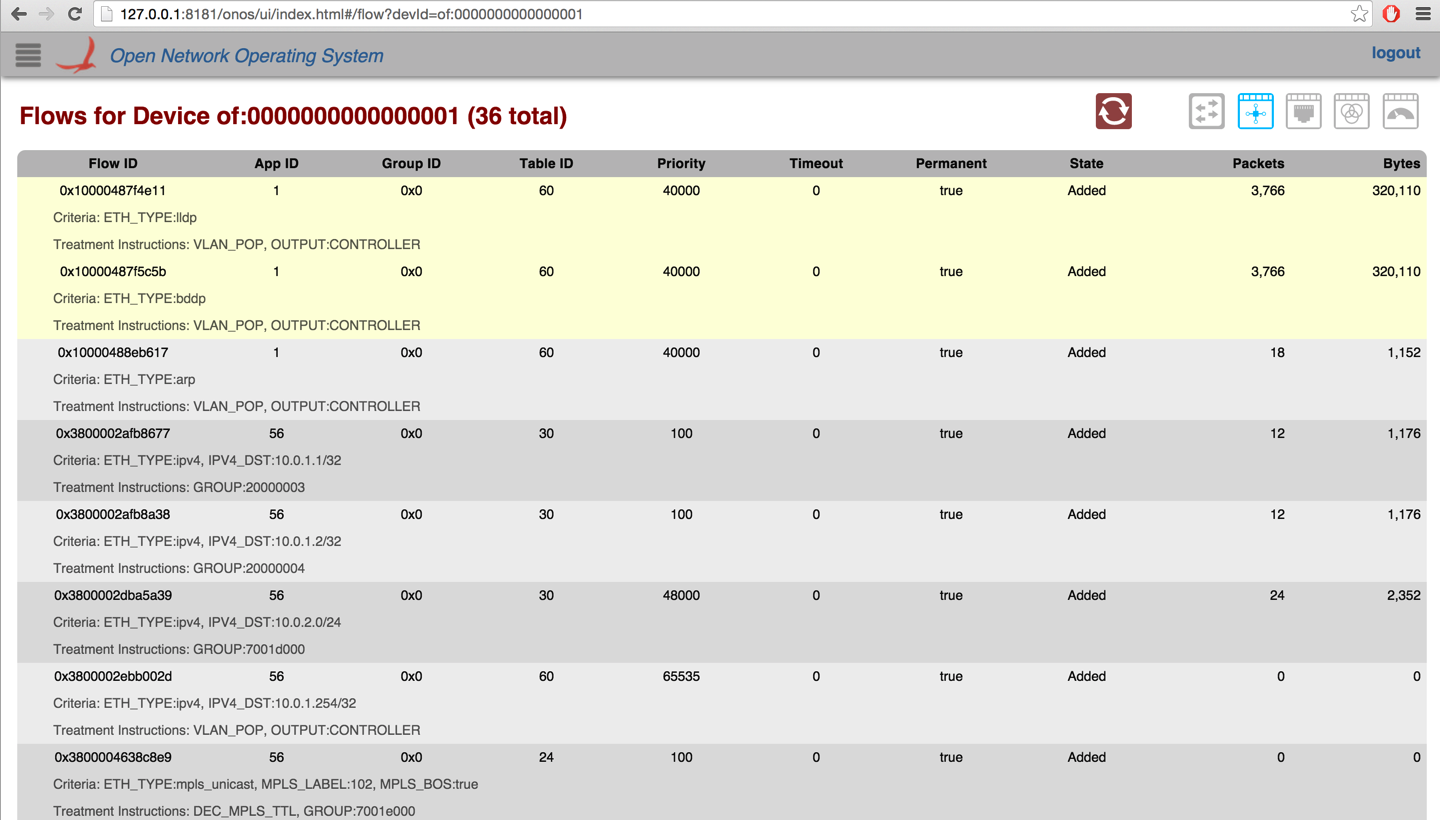 127.0.0.1:8181/onos/ui/index.html#/flow?devId=of:0000000000000001
Open Network Operating System logout
Flows for Device of:0000000000000001 (36 total)
Flow ID App ID Group ID Table ID Priority Timeout Permanent State Packets Bytes
0x10000487f4e11 1 0x0 60 40000 0 true Added 3,766 320,110
Criteria: ETH_TYPE:lldp
Treatment Instructions: VLAN_POP, OUTPUT:CONTROLLER
0x10000487f5c5b 1 0x0 60 40000 0 true Added 3,766 320,110
Criteria: ETH_TYPE:bddp
Treatment Instructions: VLAN_POP, OUTPUT:CONTROLLER
0x10000488eb617 1 0x0 60 40000 0 true Added 18 1,152
Criteria: ETH_TYPE:arp
Treatment Instructions: VLAN_POP, OUTPUT:CONTROLLER
0x3800002afb8677 56 0x0 30 100 0 true Added 12 1,176
Criteria: ETH_TYPE:ipv4, IPV4_DST:10.0.1.1/32
Treatment Instructions: GROUP:20000003
0x3800002afb8a38 56 0x0 30 100 0 true Added 12 1,176
Criteria: ETH_TYPE:ipv4, IPV4_DST:10.0.1.2/32
Treatment Instructions: GROUP:20000004
0x3800002dba5a39 56 0x0 30 48000 0 true Added 24 2,352
Criteria: ETH_TYPE:ipv4, IPV4_DST:10.0.2.0/24
Treatment Instructions: GROUP:7001d000
0x3800002ebb002d 56 0x0 60 65535 0 true Added 0 0
Criteria: ETH_TYPE:ipv4, IPV4_DST:10.0.1.254/32
Treatment Instructions: VLAN_POP, OUTPUT:CONTROLLER
0x3800004638c8e9 56 0x0 24 100 0 true Added 0 0
Criteria: ETH_TYPE:mpls_unicast, MPLS_LABEL:102, MPLS_BOS:true
Treatment Instructions: DEC_MPLS_TTL, GROUP:7001e000